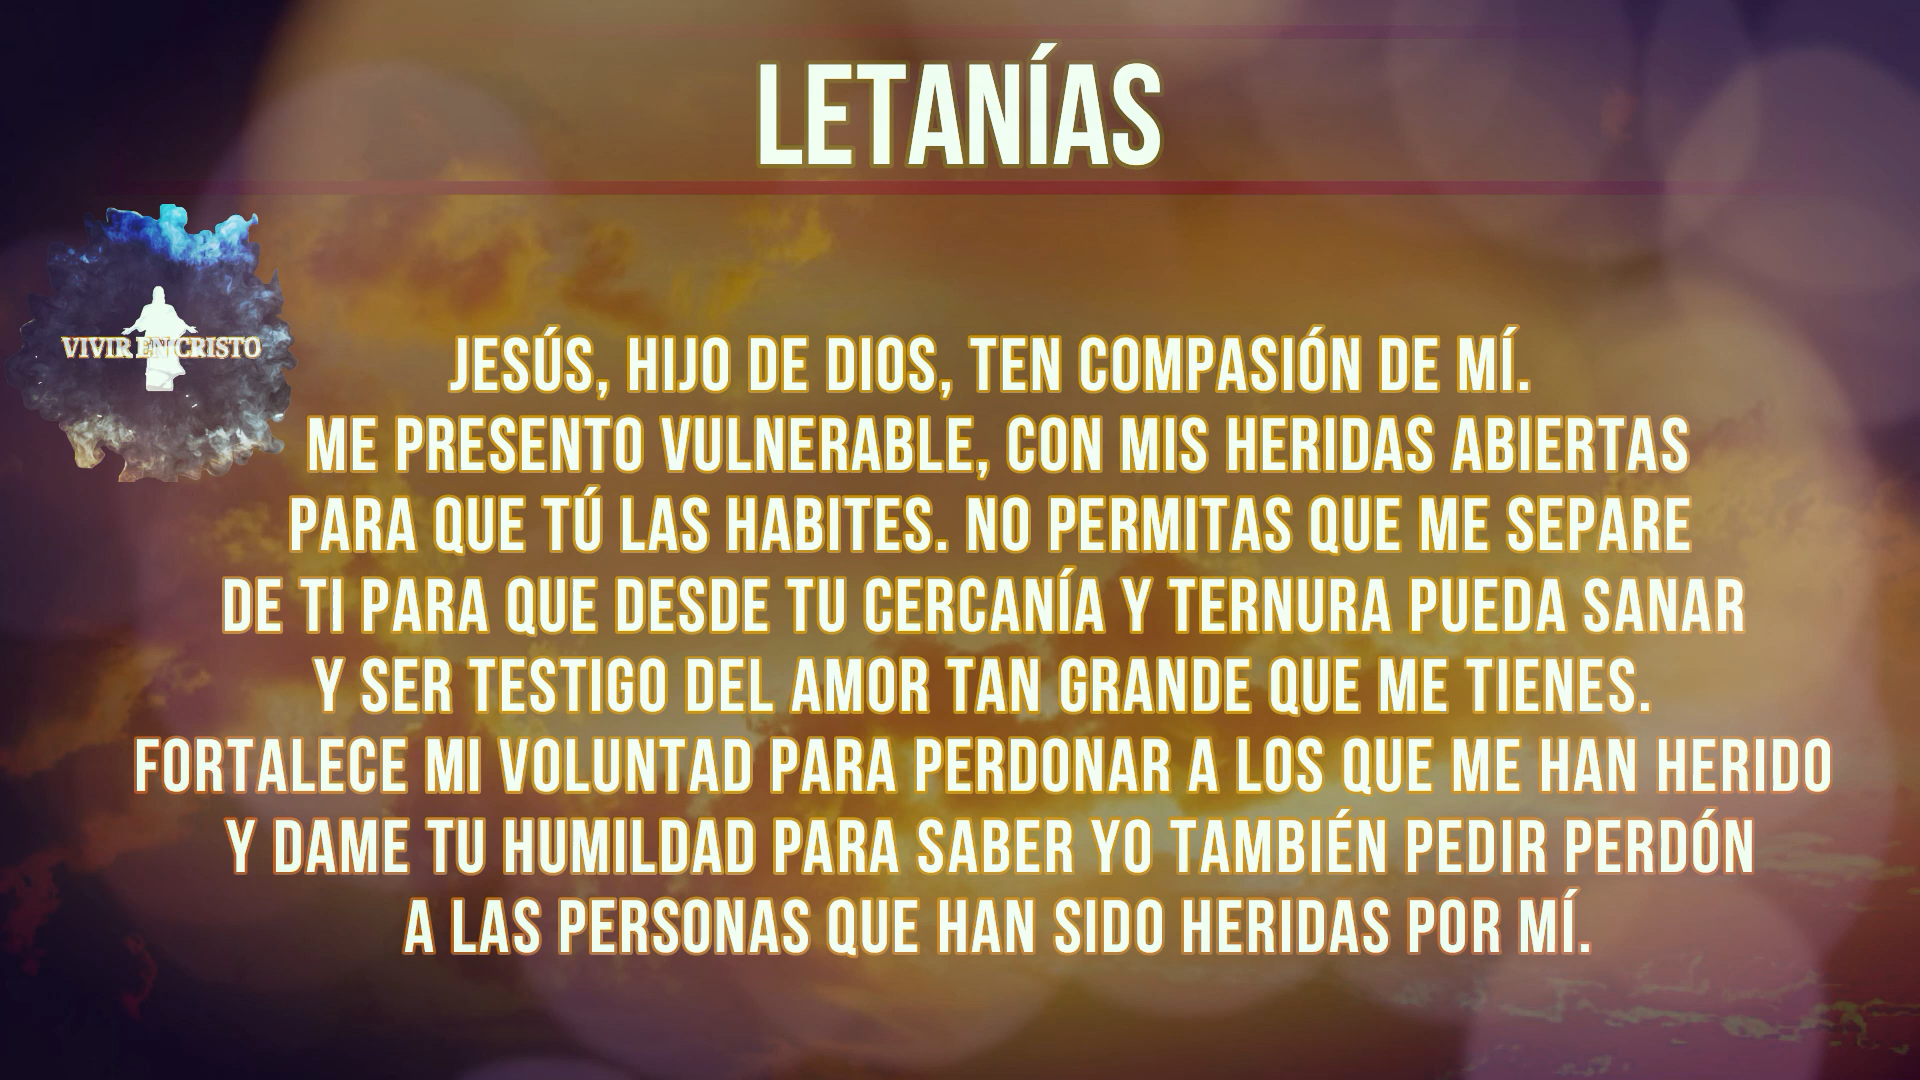 LETANÍAS
VIVIR EN CRISTO
JESÚS, HIJO DE DIOS, TEN COMPASIÓN DE MÍ.
ME PRESENTO VULNERABLE, CON MIS HERIDAS ABIERTAS
PARA QUE TÚ LAS HABITES. NO PERMITAS QUE ME SEPARE
DE TI PARA QUE DESDE TU CERCANÍA Y TERNURA PUEDA SANAR
Y SER TESTIGO DEL AMOR TAN GRANDE QUE ME TIENES.
FORTALECE MI VOLUNTAD PARA PERDONAR A LOS QUE ME HAN HERIDO
Y DAME TU HUMILDAD PARA SABER YO TAMBIÉN PEDIR PERDÓN
A LAS PERSONAS QUE HAN SIDO HERIDAS POR MÍ.